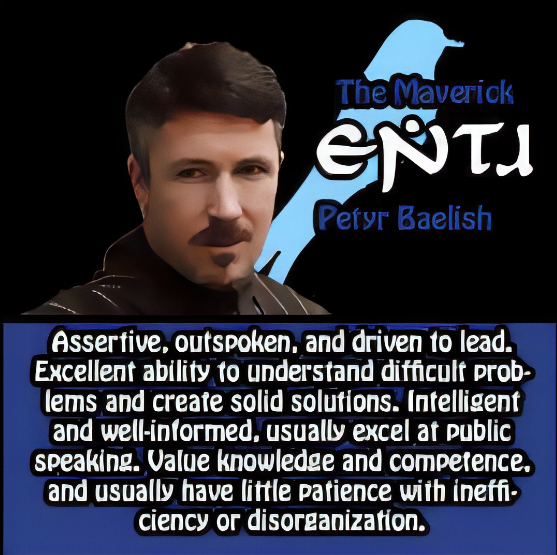 The Maverick
ENTJ
Petyr Baelish
Assertive, outspoken, and driven to lead.
Excellent ability to understand difficult prob-
lems and create solid solutions. Intelligent
and well-informed, usually excel at public
speaking. Value knowledge and competence,
and usually have little patience with ineffi-
ciency or disorganization.